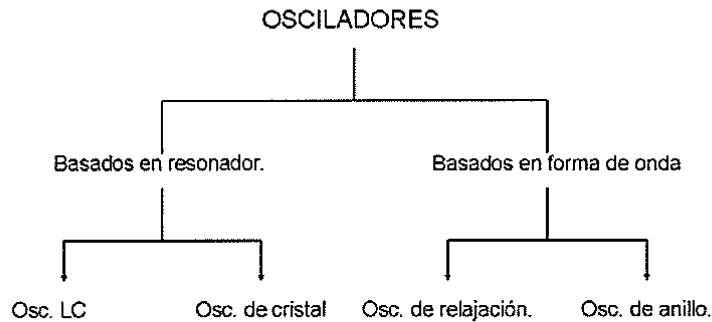 OSCILADORES
Basados en resonador.
Basados en forma de onda
Osc. LC
Osc. de cristal
Osc. de relajación.
Osc. de anillo.